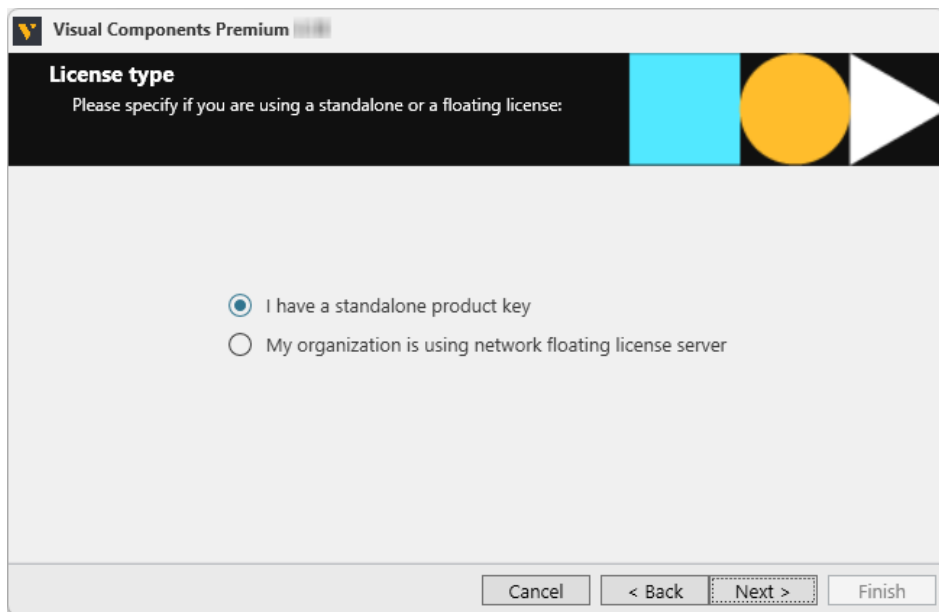 Visual Components Premium
License type
Please specify if you are using a standalone or a floating license:
I have a standalone product key
My organization is using network floating license server
Cancel
< Back
Next >
Finish